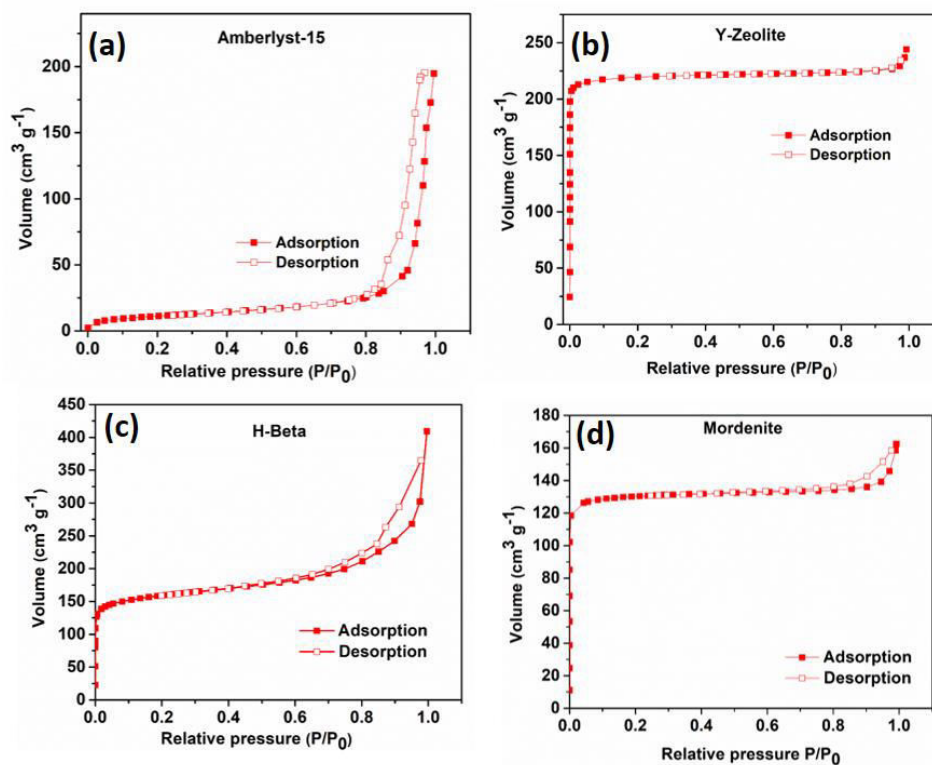 (a)
Amberlyst-15
200
150
100
50
0
Volume (cm³ g⁻¹)
Adsorption
Desorption
0.0 0.2 0.4 0.6 0.8 1.0
Relative pressure (P/P₀)
(b)
Y-Zeolite
250
200
150
100
50
0
Volume (cm³ g⁻¹)
Adsorption
Desorption
0.0 0.2 0.4 0.6 0.8 1.0
Relative pressure (P/P₀)
(c)
H-Beta
450
400
350
300
250
200
150
100
50
0
Volume (cm³ g⁻¹)
Adsorption
Desorption
0.0 0.2 0.4 0.6 0.8 1.0
Relative pressure (P/P₀)
(d)
Mordenite
180
160
140
120
100
80
60
40
20
0
Volume (cm³ g⁻¹)
Adsorption
Desorption
0.0 0.2 0.4 0.6 0.8 1.0
Relative pressure P/P₀)